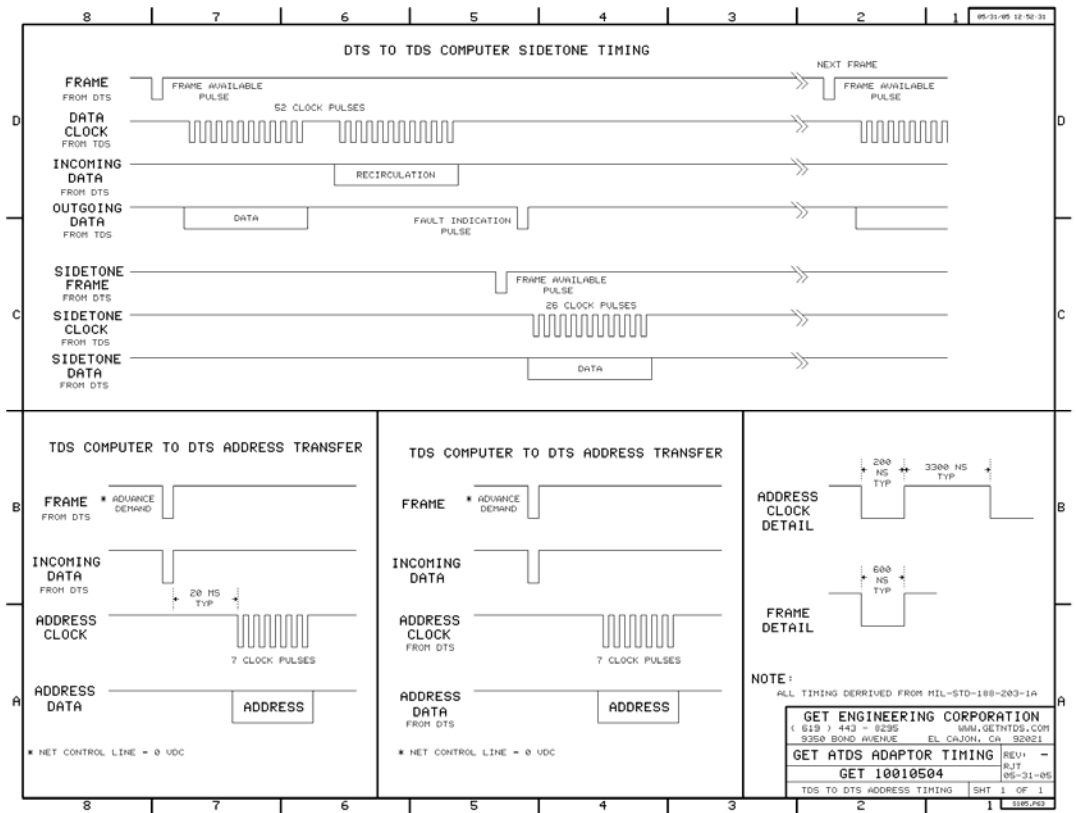 8 7 6 5 4 3 2 1 05/31/05 12:52:31
DTS TO TDS COMPUTER SIDETONE TIMING
NEXT FRAME
FRAME
FROM DTS
FRAME AVAILABLE
PULSE
FRAME AVAILABLE
PULSE
52 CLOCK PULSES
D
DATA
CLOCK
FROM TDS
D
INCOMING
DATA
FROM DTS
RECIRCULATION
OUTGOING
DATA
FROM TDS
DATA
FAULT INDICATION
PULSE
SIDETONE
FRAME
FROM DTS
FRAME AVAILABLE
PULSE
26 CLOCK PULSES
C
SIDETONE
CLOCK
FROM TDS
C
SIDETONE
DATA
FROM DTS
DATA
TDS COMPUTER TO DTS ADDRESS TRANSFER
B
FRAME
FROM DTS
* ADVANCE
DEMAND
INCOMING
DATA
FROM DTS
20 MS
TYP
ADDRESS
CLOCK
7 CLOCK PULSES
A
ADDRESS
DATA
ADDRESS
* NET CONTROL LINE = 0 VDC
TDS COMPUTER TO DTS ADDRESS TRANSFER
FRAME
* ADVANCE
DEMAND
INCOMING
DATA
ADDRESS
CLOCK
FROM DTS
7 CLOCK PULSES
ADDRESS
DATA
FROM DTS
ADDRESS
* NET CONTROL LINE = 0 VDC
200
NS
TYP
3300 NS
TYP
ADDRESS
CLOCK
DETAIL
B
600
NS
TYP
FRAME
DETAIL
NOTE:
ALL TIMING DERRIVED FROM MIL-STD-188-203-1A
A
GET ENGINEERING CORPORATION
( 619 ) 443 - 8295 WWW.GETNTDS.COM
9350 BOND AVENUE EL CAJON, CA 92021
GET ATDS ADAPTOR TIMING
REV: -
RJT
05-31-05
GET 10010504
TDS TO DTS ADDRESS TIMING SHT 1 OF 1
8 7 6 5 4 3 2 1 S105.P63